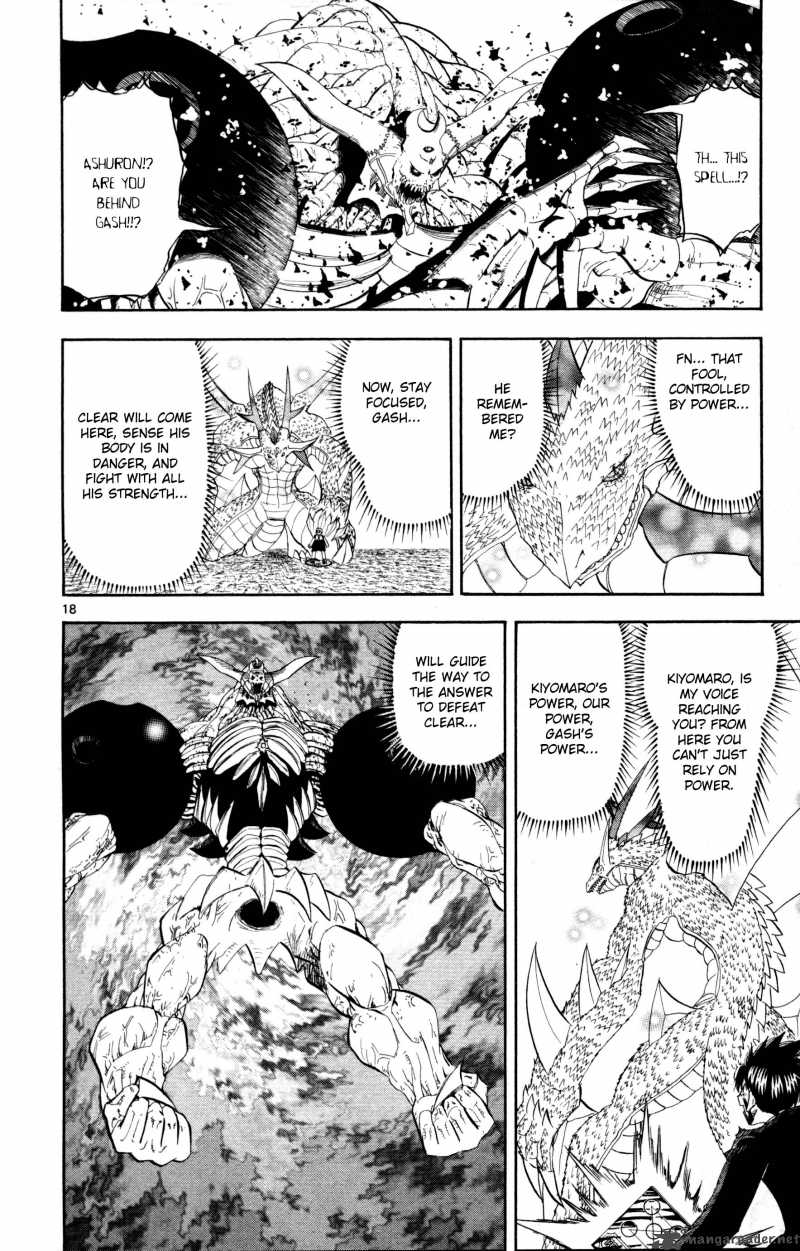 TH... THIS
SPELL...!?
ASHURON!?
ARE YOU
BEHIND
GASH!!?
FN... THAT
FOOL,
CONTROLLED
BY POWER...
HE
REMEM-
BERED
ME?
NOW, STAY
FOCUSED,
GASH...
CLEAR WILL COME
HERE, SENSE HIS
BODY IS IN
DANGER, AND
FIGHT WITH ALL
HIS STRENGTH...
18
KIYOMARO, IS
MY VOICE
REACHING
YOU? FROM
HERE YOU
CAN'T JUST
RELY ON
POWER.
KIYOMARO'S
POWER, OUR
POWER,
GASH'S
POWER...
WILL GUIDE
THE WAY TO
THE ANSWER
TO DEFEAT
CLEAR...
mangareader.net